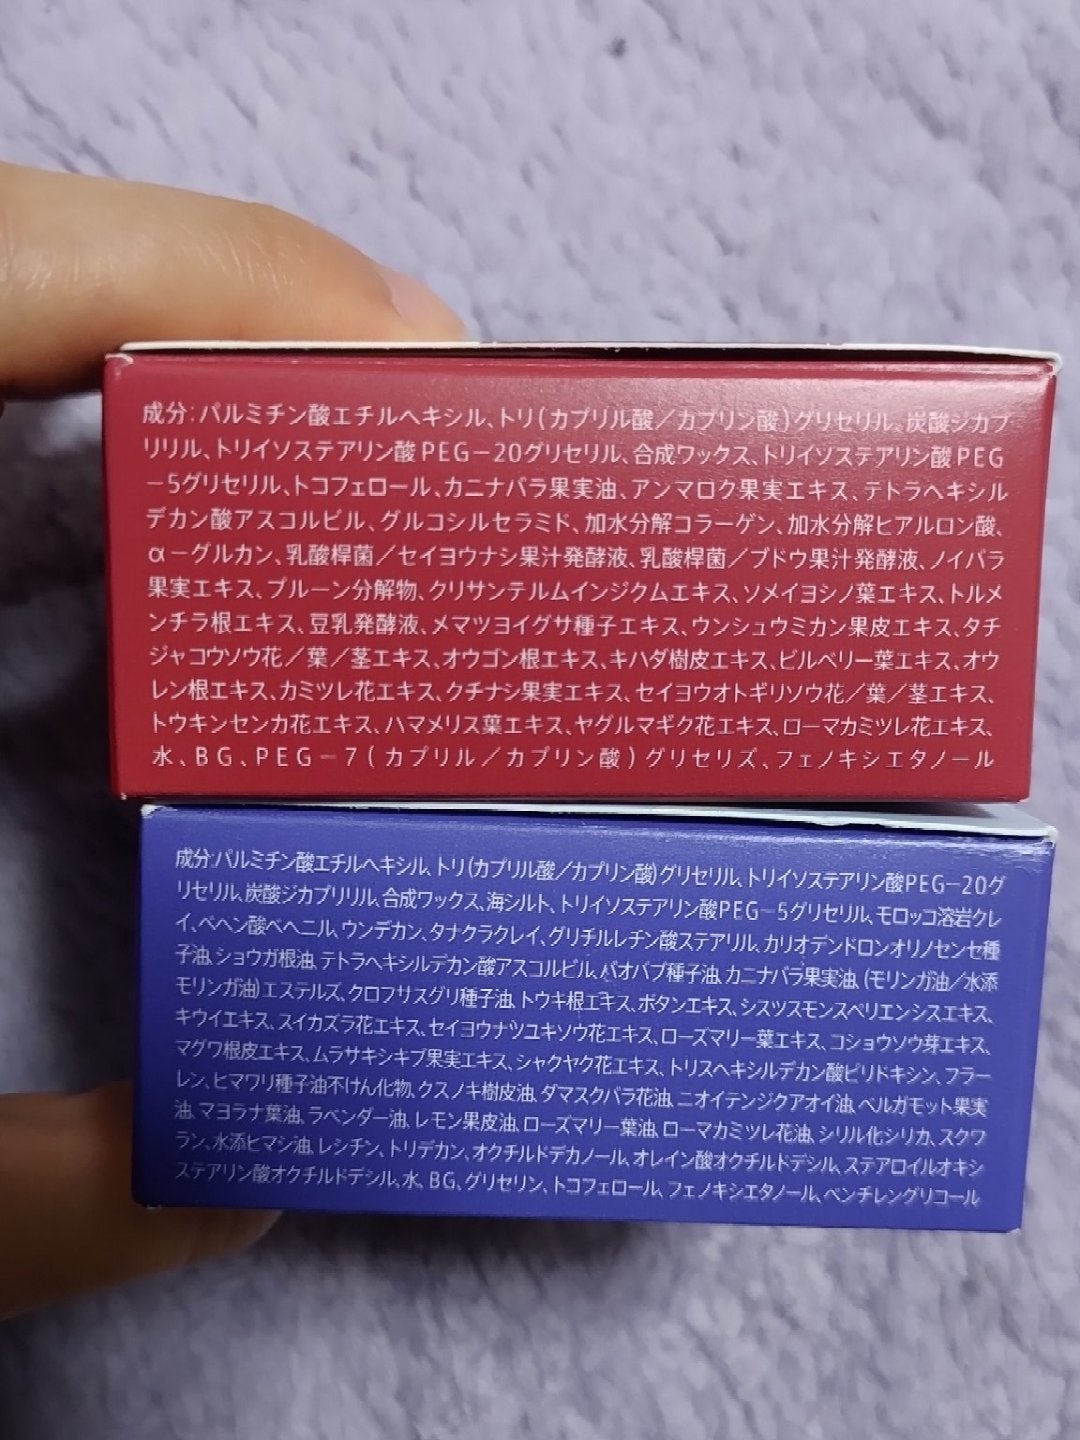 成分:パルミチン酸エチルヘキシル、トリ(カプリル酸／カプリン酸)グリセリル、炭酸ジカプ
リリル、トリイソステアリン酸PEG－20グリセリル、合成ワックス、トリイソステアリン酸PEG
－5グリセリル、トコフェロール、カニナバラ果実油、アンマロク果実エキス、テトラヘキシル
デカン酸アスコルビル、グルコシルセラミド、加水分解コラーゲン、加水分解ヒアルロン酸、
α－グルカン、乳酸桿菌／セイヨウナシ果汁発酵液、乳酸桿菌／ブドウ果汁発酵液、ノイバラ
果実エキス、プルーン分解物、クリサンテルムインジクムエキス、ソメイヨシノ葉エキス、トルメ
ンチラ根エキス、豆乳発酵液、メマツヨイグサ種子エキス、ウンシュウミカン果皮エキス、タチ
ジャコウソウ花／葉／茎エキス、オウゴン根エキス、キハダ樹皮エキス、ビルベリー葉エキス、オウ
レン根エキス、カミツレ花エキス、クチナシ果実エキス、セイヨウオトギリソウ花／葉／茎エキス、
トウキンセンカ花エキス、ハマメリス葉エキス、ヤグルマギク花エキス、ローマカミツレ花エキス、
水、BG、PEG－7(カプリル／カプリン酸)グリセリズ、フェノキシエタノール
成分:パルミチン酸エチルヘキシル、トリ(カプリル酸／カプリン酸)グリセリル、トリイソステアリン酸PEG－20グ
リセリル、炭酸ジカプリリル、合成ワックス、海シルト、トリイソステアリン酸PEG－5グリセリル、モロッコ溶岩クレ
イ、ベヘン酸ベヘニル、ウンデカン、タナクラクレイ、グリチルレチン酸ステアリル、カリオデンドロンオリノセンセ種
子油、ショウガ根油、テトラヘキシルデカン酸アスコルビル、バオバブ種子油、カニナバラ果実油、(モリンガ油／水添
モリンガ油)エステルズ、クロフサスグリ種子油、トウキ根エキス、ボタンエキス、シスツスモンスペリエンシスエキス、
キウイエキス、スイカズラ花エキス、セイヨウナツユキソウ花エキス、ローズマリー葉エキス、コショウソウ芽エキス、
マグワ根皮エキス、ムラサキシキブ果実エキス、シャクヤク花エキス、トリスヘキシルデカン酸ピリドキシン、フラー
レン、ヒマワリ種子油不けん化物、クスノキ樹皮油、ダマスクバラ花油、ニオイテンジクアオイ油、ベルガモット果実
油、マヨラナ葉油、ラベンダー油、レモン果皮油、ローズマリー葉油、ローマカミツレ花油、シリル化シリカ、スクワ
ラン、水添ヒマシ油、レシチン、トリデカン、オクチルドデカノール、オレイン酸オクチルドデシル、ステアロイルオキシ
ステアリン酸オクチルドデシル、水、BG、グリセリン、トコフェロール、フェノキシエタノール、ペンチレングリコール